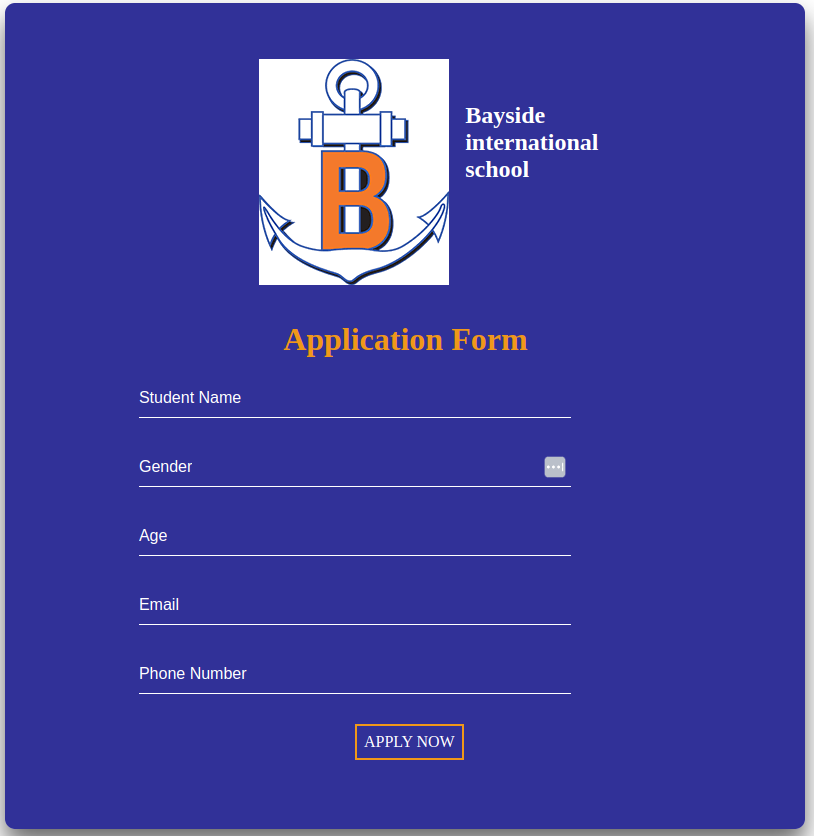 B
Bayside
international
school
Application Form
Student Name
Gender
Age
Email
Phone Number
APPLY NOW